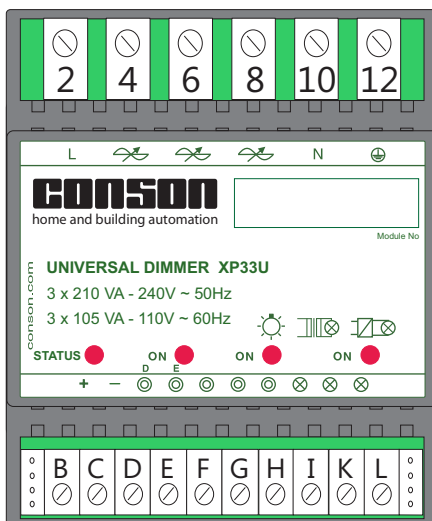 2 4 6 8 10 12
L N
CONSON
home and building automation
Module No
conson.com
UNIVERSAL DIMMER XP33U
3 x 210 VA - 240V ~ 50Hz
3 x 105 VA - 110V ~ 60Hz
STATUS ON ON ON
D E
+ –
B C D E F G H I K L